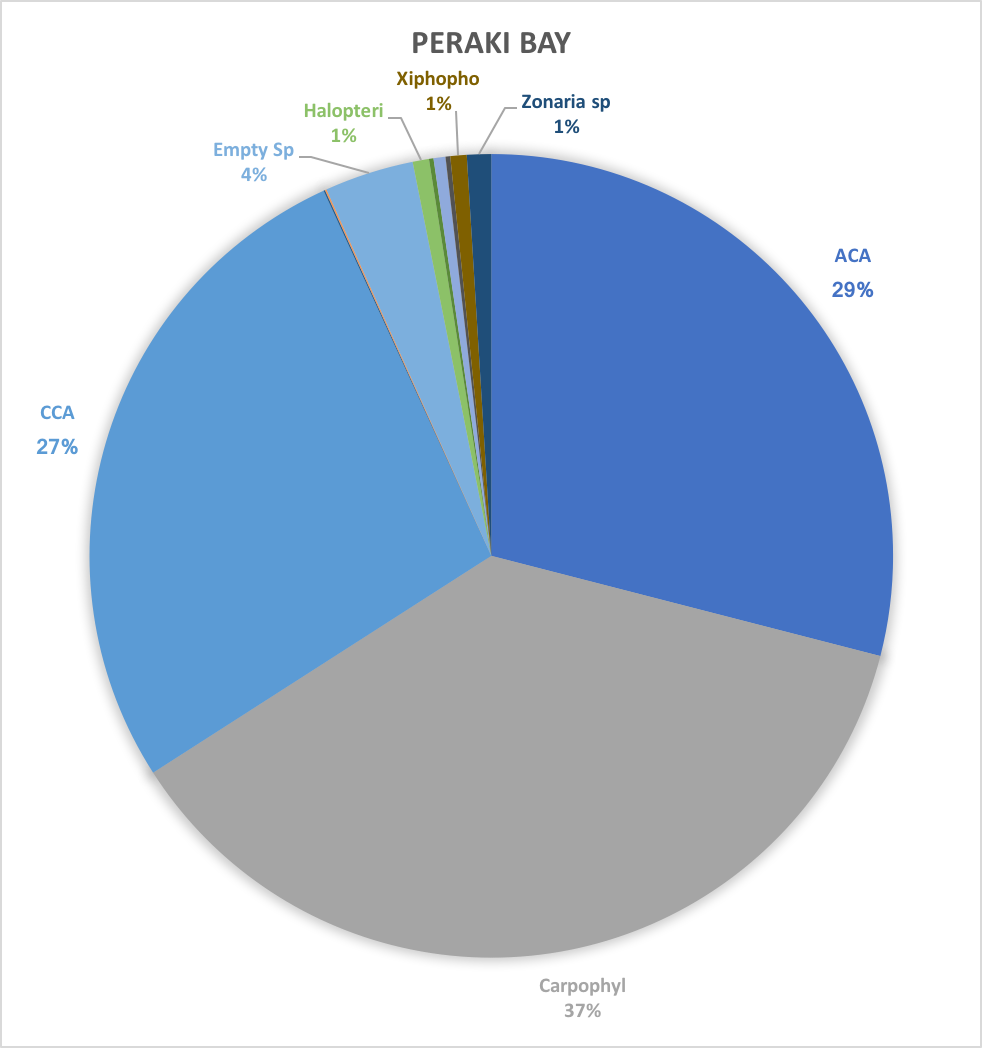 PERAKI BAY
Xiphopho
1%
Zonaria sp
1%
Halopteri
1%
Empty Sp
4%
ACA
29%
CCA
27%
Carpophyl
37%